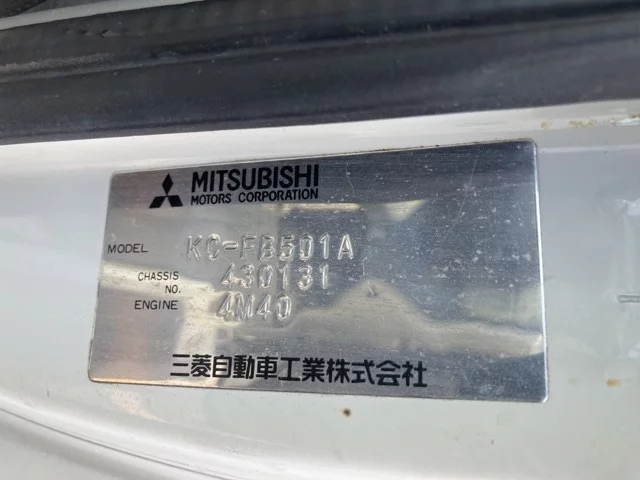 MITSUBISHI
MOTORS CORPORATION
MODEL KC-FB501A
CHASSIS NO. 430131
ENGINE 4M40
三菱自動車工業株式会社